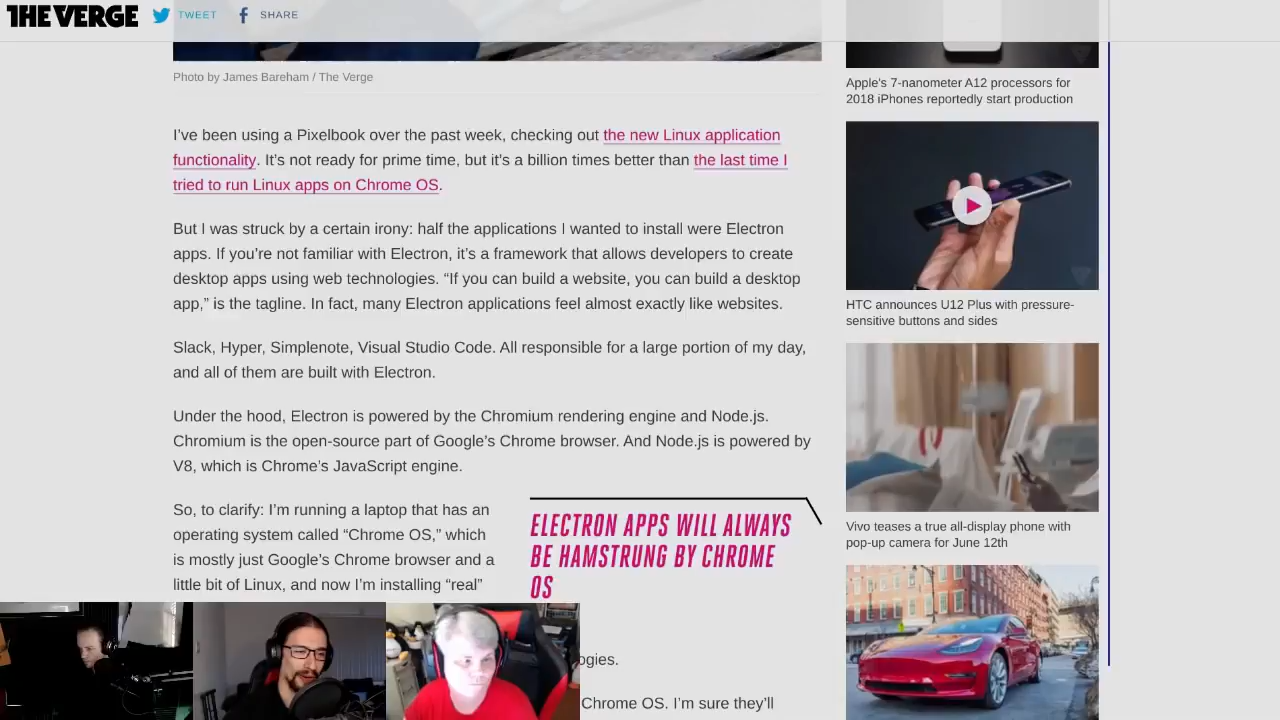 THE VERGE
TWEET
SHARE
Photo by James Bareham / The Verge
I’ve been using a Pixelbook over the past week, checking out the new Linux application
functionality. It’s not ready for prime time, but it’s a billion times better than the last time I
tried to run Linux apps on Chrome OS.
But I was struck by a certain irony: half the applications I wanted to install were Electron
apps. If you’re not familiar with Electron, it’s a framework that allows developers to create
desktop apps using web technologies. “If you can build a website, you can build a desktop
app,” is the tagline. In fact, many Electron applications feel almost exactly like websites.
Slack, Hyper, Simplenote, Visual Studio Code. All responsible for a large portion of my day,
and all of them are built with Electron.
Under the hood, Electron is powered by the Chromium rendering engine and Node.js.
Chromium is the open-source part of Google’s Chrome browser. And Node.js is powered by
V8, which is Chrome’s JavaScript engine.
So, to clarify: I’m running a laptop that has an
operating system called “Chrome OS,” which
is mostly just Google’s Chrome browser and a
little bit of Linux, and now I’m installing “real”
ELECTRON APPS WILL ALWAYS
BE HAMSTRUNG BY CHROME
OS
ogies.
Chrome OS. I’m sure they’ll
Apple’s 7-nanometer A12 processors for
2018 iPhones reportedly start production
HTC announces U12 Plus with pressure-
sensitive buttons and sides
Vivo teases a true all-display phone with
pop-up camera for June 12th